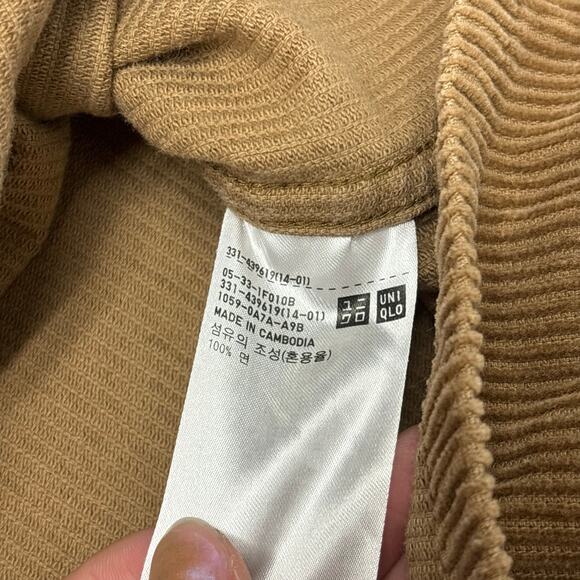 331-439619(14-01)
05-33-1F010B
331-439619(14-01)
1059-0A7A-A9B
MADE IN CAMBODIA
섬유의 조성(혼용율)
100% 면
ユニ
クロ
UNI
QLO